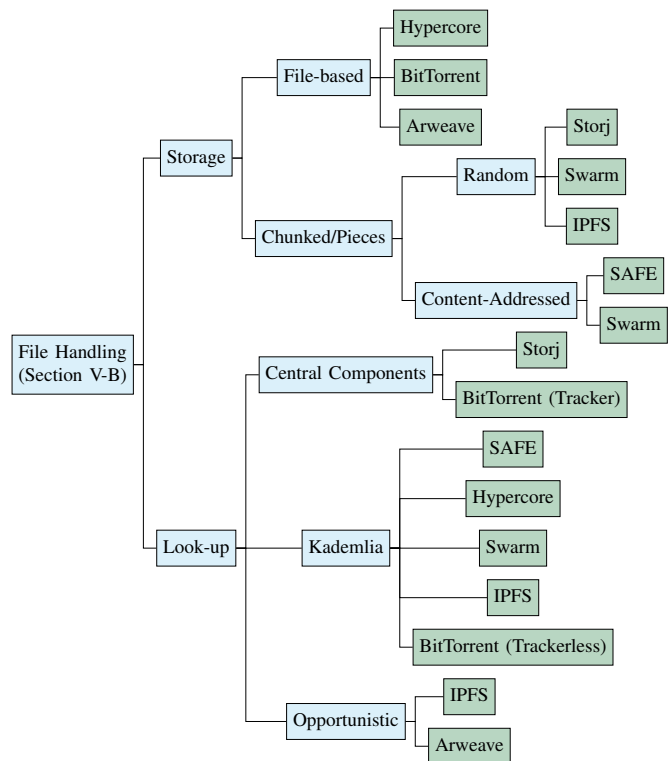 Hypercore
File-based
BitTorrent
Arweave
Storj
Storage
Random
Swarm
IPFS
Chunked/Pieces
SAFE
Content-Addressed
Swarm
File Handling
(Section V-B)
Storj
Central Components
BitTorrent (Tracker)
SAFE
Hypercore
Look-up
Kademlia
Swarm
IPFS
BitTorrent (Trackerless)
IPFS
Opportunistic
Arweave